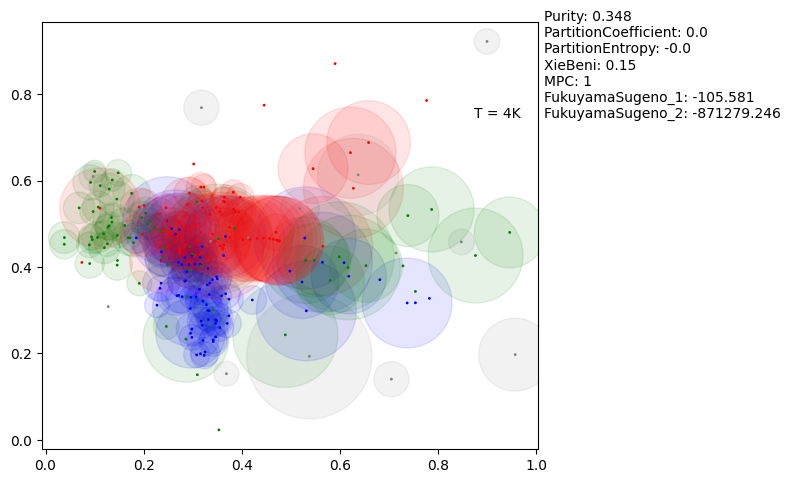 Purity: 0.348
PartitionCoefficient: 0.0
PartitionEntropy: -0.0
XieBeni: 0.15
MPC: 1
FukuyamaSugeno_1: -105.581
FukuyamaSugeno_2: -871279.246
T = 4K
0.8
0.6
0.4
0.2
0.0
0.0 0.2 0.4 0.6 0.8 1.0